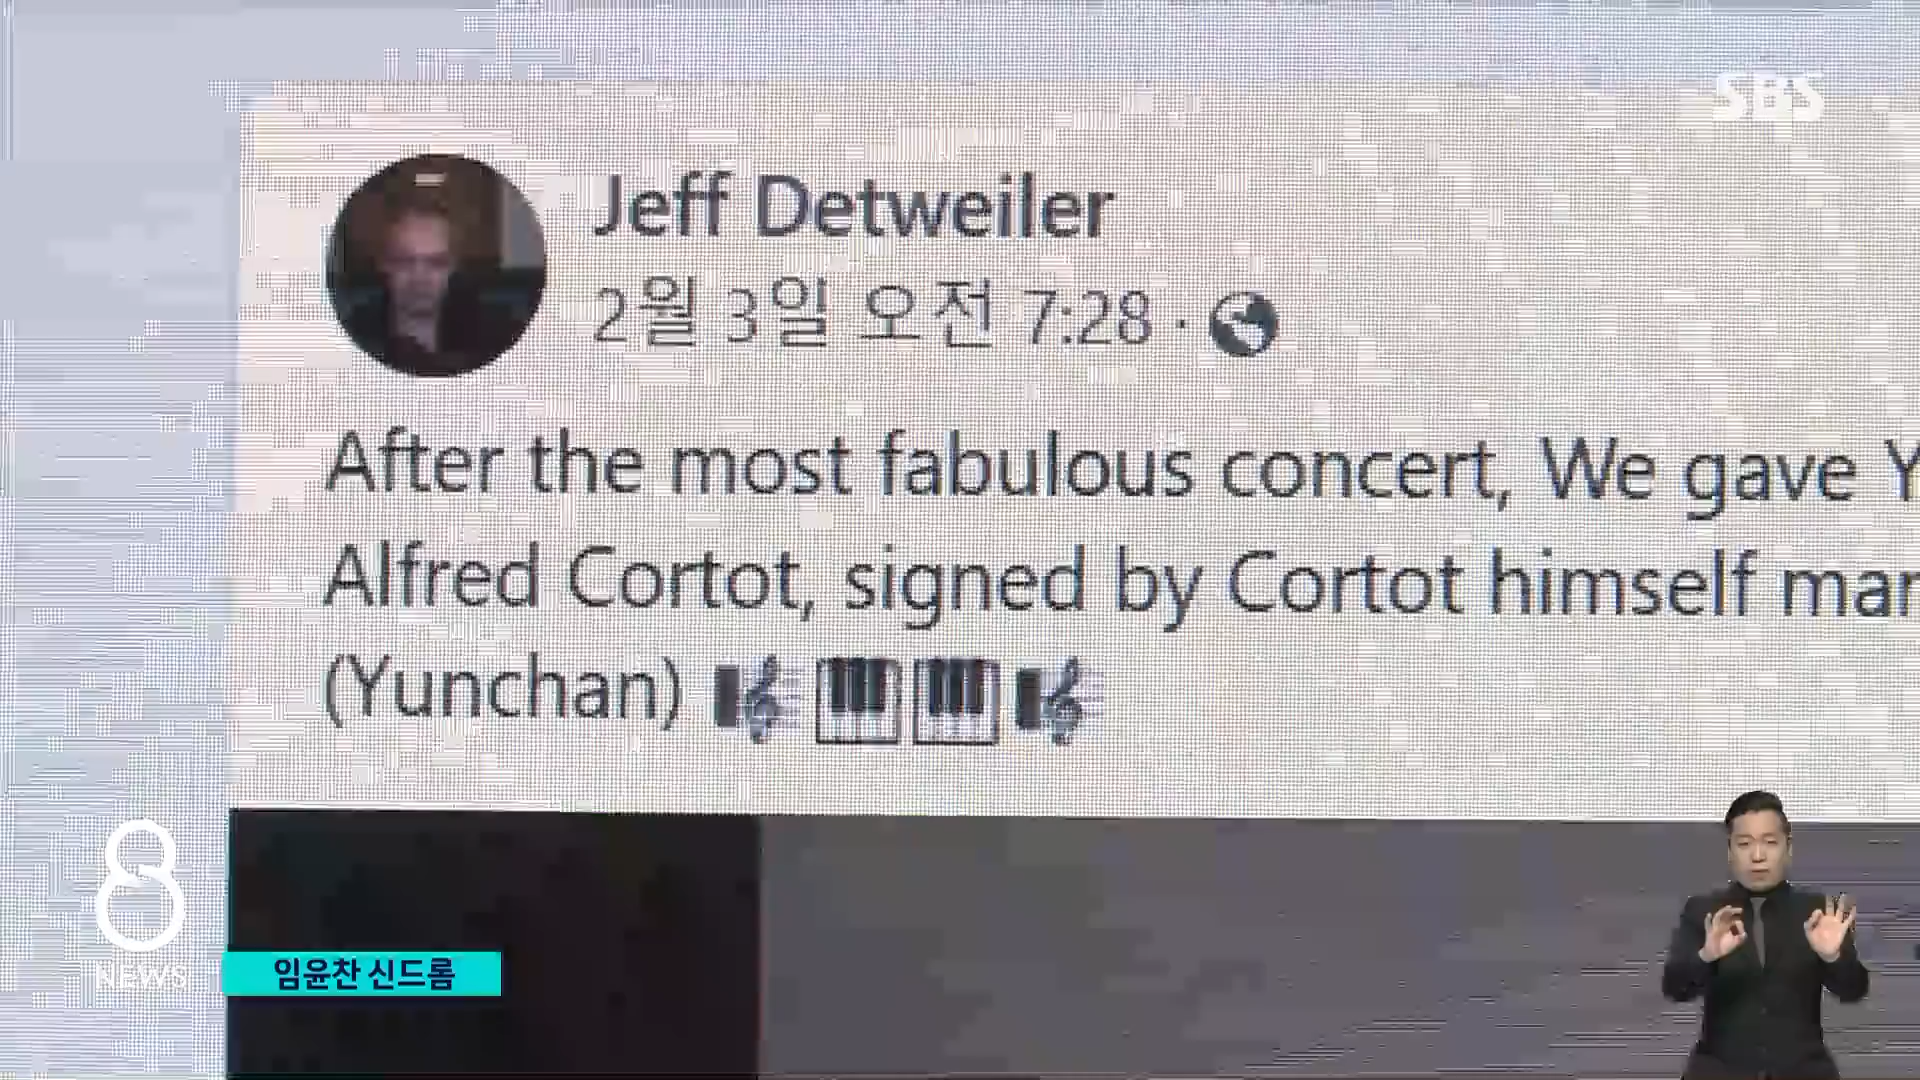 SBS
Jeff Detweiler
2월 3일 오전 7:28 ·
After the most fabulous concert, We gave Y
Alfred Cortot, signed by Cortot himself mar
(Yunchan)
8
NEWS
임윤찬 신드롬